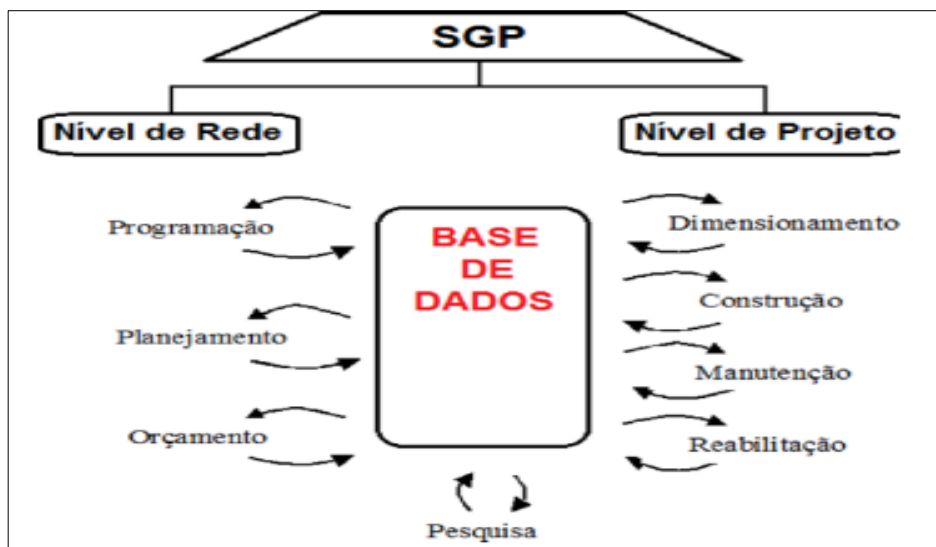 SGP
Nível de Rede
Nível de Projeto
Programação
Planejamento
Orçamento
BASE
DE
DADOS
Dimensionamento
Construção
Manutenção
Reabilitação
Pesquisa